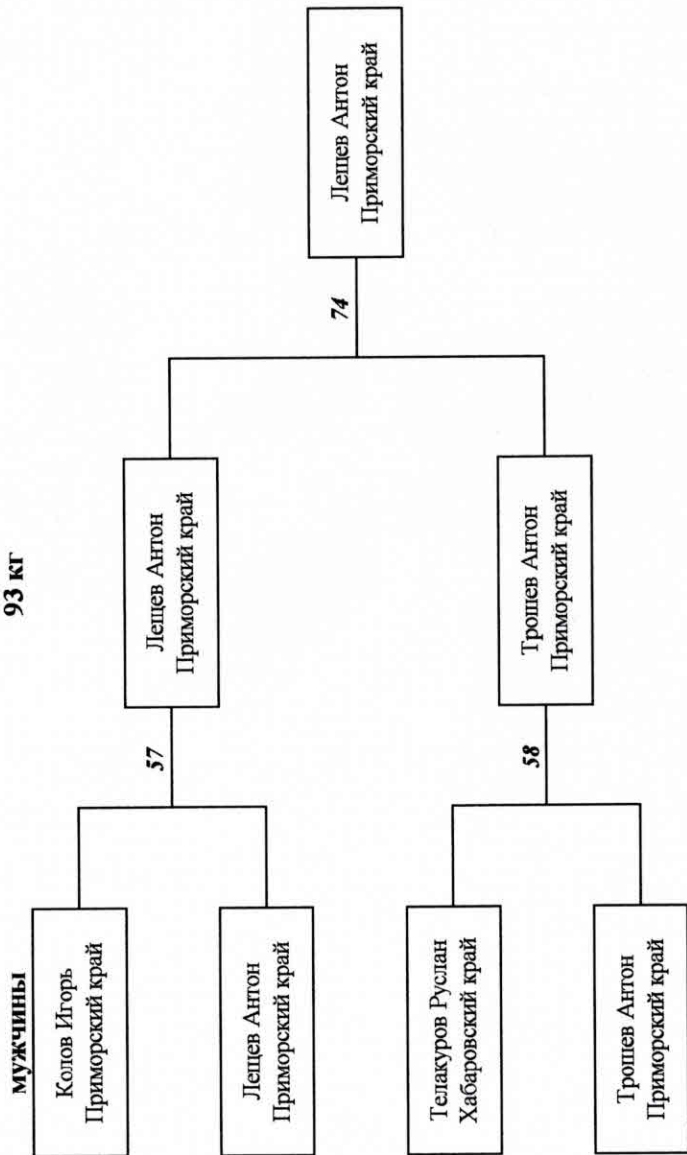 93 кг
мужчины
Колов Игорь
Приморский край
Лещев Антон
Приморский край
Телакуров Руслан
Хабаровский край
Трошев Антон
Приморский край
57
58
Лещев Антон
Приморский край
Трошев Антон
Приморский край
74
Лещев Антон
Приморский край